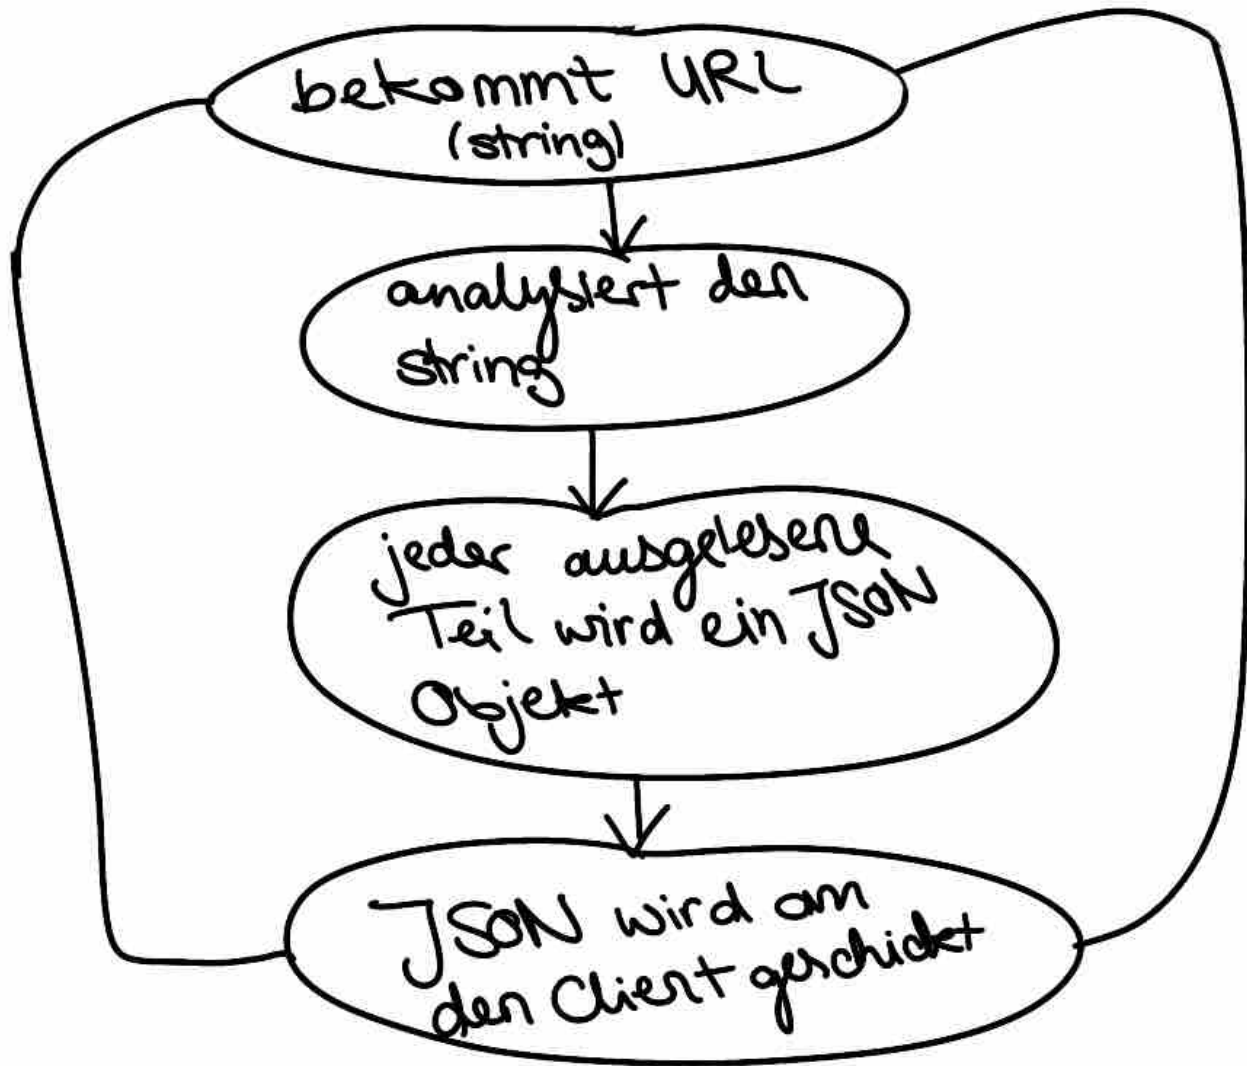 bekommt URL
(string)
analysiert den
string
jeder ausgelesene
Teil wird ein JSON
Objekt
JSON wird an
den Client geschickt